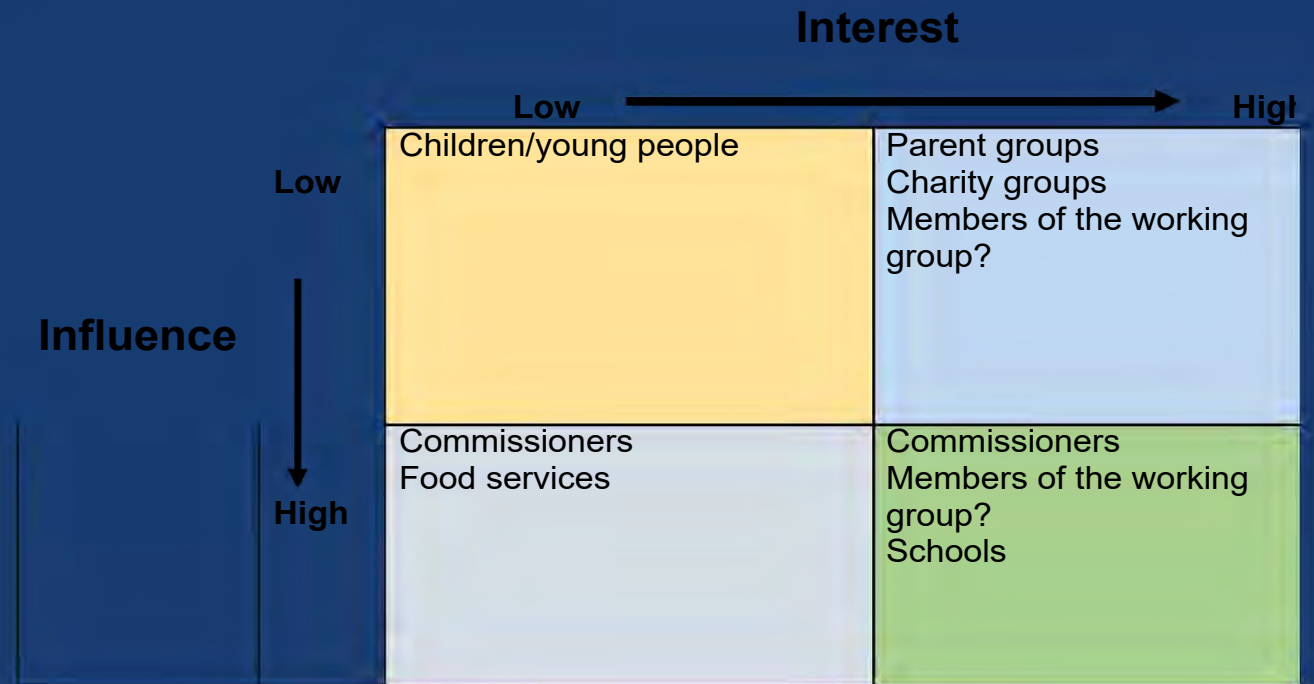 Interest
Low
High
Children/young people
Parent groups
Low
Charity groups
Members of the working
group?
Influence
Commissioners
Commissioners
Food services
Members of the working
High
group?
Schools